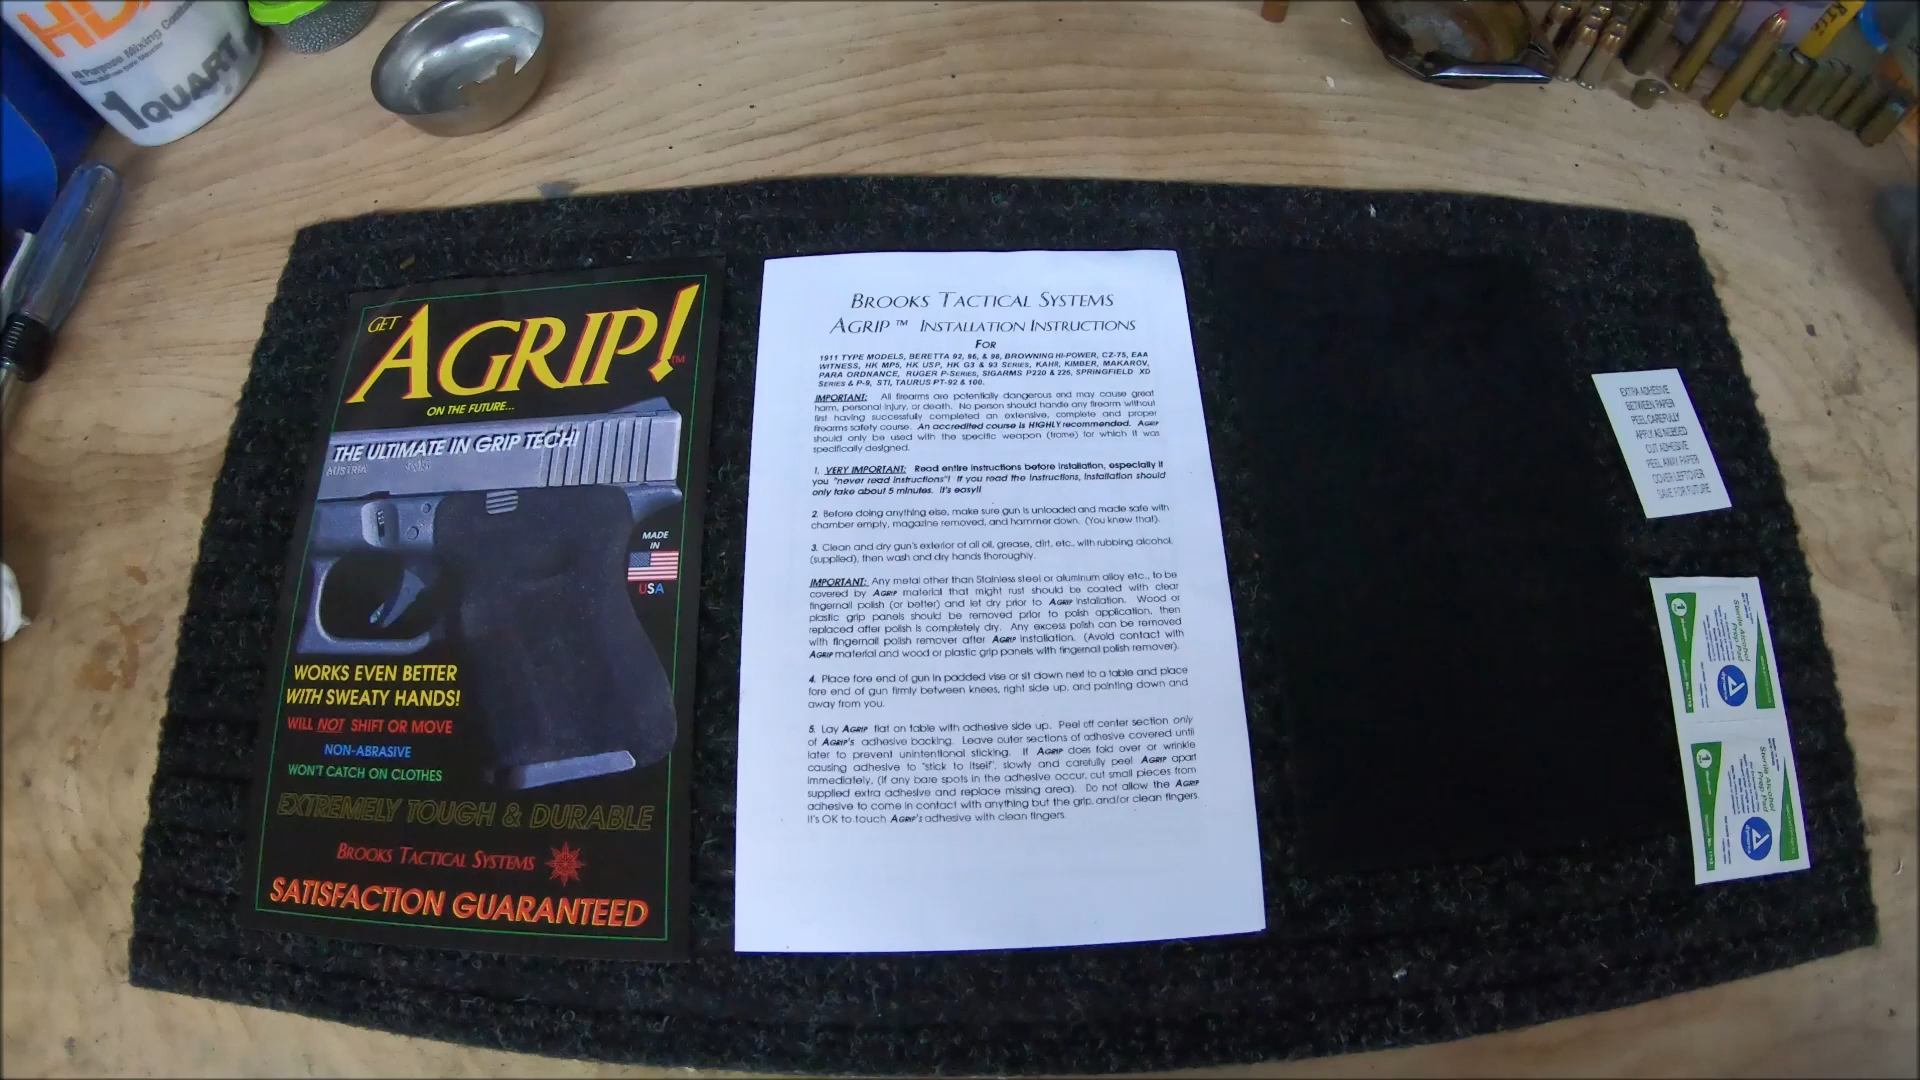 HDX
All Purpose Mixing Container
1QUART
RITE
GET
AGRIP!™
ON THE FUTURE...
THE ULTIMATE IN GRIP TECH!
AUSTRIA
MADE
IN
USA
WORKS EVEN BETTER
WITH SWEATY HANDS!
WILL NOT SHIFT OR MOVE
NON-ABRASIVE
WON'T CATCH ON CLOTHES
EXTREMELY TOUGH & DURABLE
BROOKS TACTICAL SYSTEMS
SATISFACTION GUARANTEED
BROOKS TACTICAL SYSTEMS
AGRIP™ INSTALLATION INSTRUCTIONS
FOR
1911 TYPE MODELS, BERETTA 92, 96, & 98, BROWNING HI-POWER, CZ-75, EAA
WITNESS, HK MP5, HK USP, HK G3 & 93 SERIES, KAHR, KIMBER, MAKAROV,
PARA ORDNANCE, RUGER P-SERIES, SIGARMS P220 & 226, SPRINGFIELD XD
SERIES & P-9, STI, TAURUS PT-92 & 100.
IMPORTANT: All firearms are potentially dangerous and may cause great
harm, personal injury, or death. No person should handle any firearm without
first having successfully completed an extensive, complete and proper
firearms safety course. An accredited course is HIGHLY recommended. AGRIP
should only be used with the specific weapon (frame) for which it was
specifically designed.
1. VERY IMPORTANT: Read entire instructions before installation, especially if
you "never read instructions"! If you read the instructions, installation should
only take about 5 minutes. It's easy!!
2. Before doing anything else, make sure gun is unloaded and made safe with
chamber empty, magazine removed, and hammer down. (You knew that).
3. Clean and dry gun's exterior of all oil, grease, dirt, etc., with rubbing alcohol,
(supplied), then wash and dry hands thoroughly.
IMPORTANT: Any metal other than Stainless steel or aluminum alloy etc., to be
covered by AGRIP material that might rust should be coated with clear
fingernail polish (or better) and let dry prior to AGRIP installation. Wood or
plastic grip panels should be removed prior to polish application, then
replaced after polish is completely dry. Any excess polish can be removed
with fingernail polish remover after AGRIP installation. (Avoid contact with
AGRIP material and wood or plastic grip panels with fingernail polish remover).
4. Place fore end of gun in padded vise or sit down next to a table and place
fore end of gun firmly between knees, right side up, and pointing down and
away from you.
5. Lay AGRIP flat on table with adhesive side up. Peel off center section only
of AGRIP's adhesive backing. Leave outer sections of adhesive covered until
later to prevent unintentional sticking. If AGRIP does fold over or wrinkle
causing adhesive to "stick to itself", slowly and carefully peel AGRIP apart
immediately. (If any bare spots in the adhesive occur, cut small pieces from
supplied extra adhesive and replace missing area). Do not allow the AGRIP
adhesive to come in contact with anything but the grip, and/or clean fingers.
It's OK to touch AGRIP's adhesive with clean fingers.
EXTRA ADHESIVE
BETWEEN PAPER
PEEL CAREFULLY
APPLY AS NEEDED
CUT ADHESIVE
PEEL AWAY PAPER
COVER LEFTOVER
SAVE FOR FUTURE
1
Sterile Alcohol
Prep Pad
dynarex
1
Sterile Alcohol
Prep Pad
dynarex